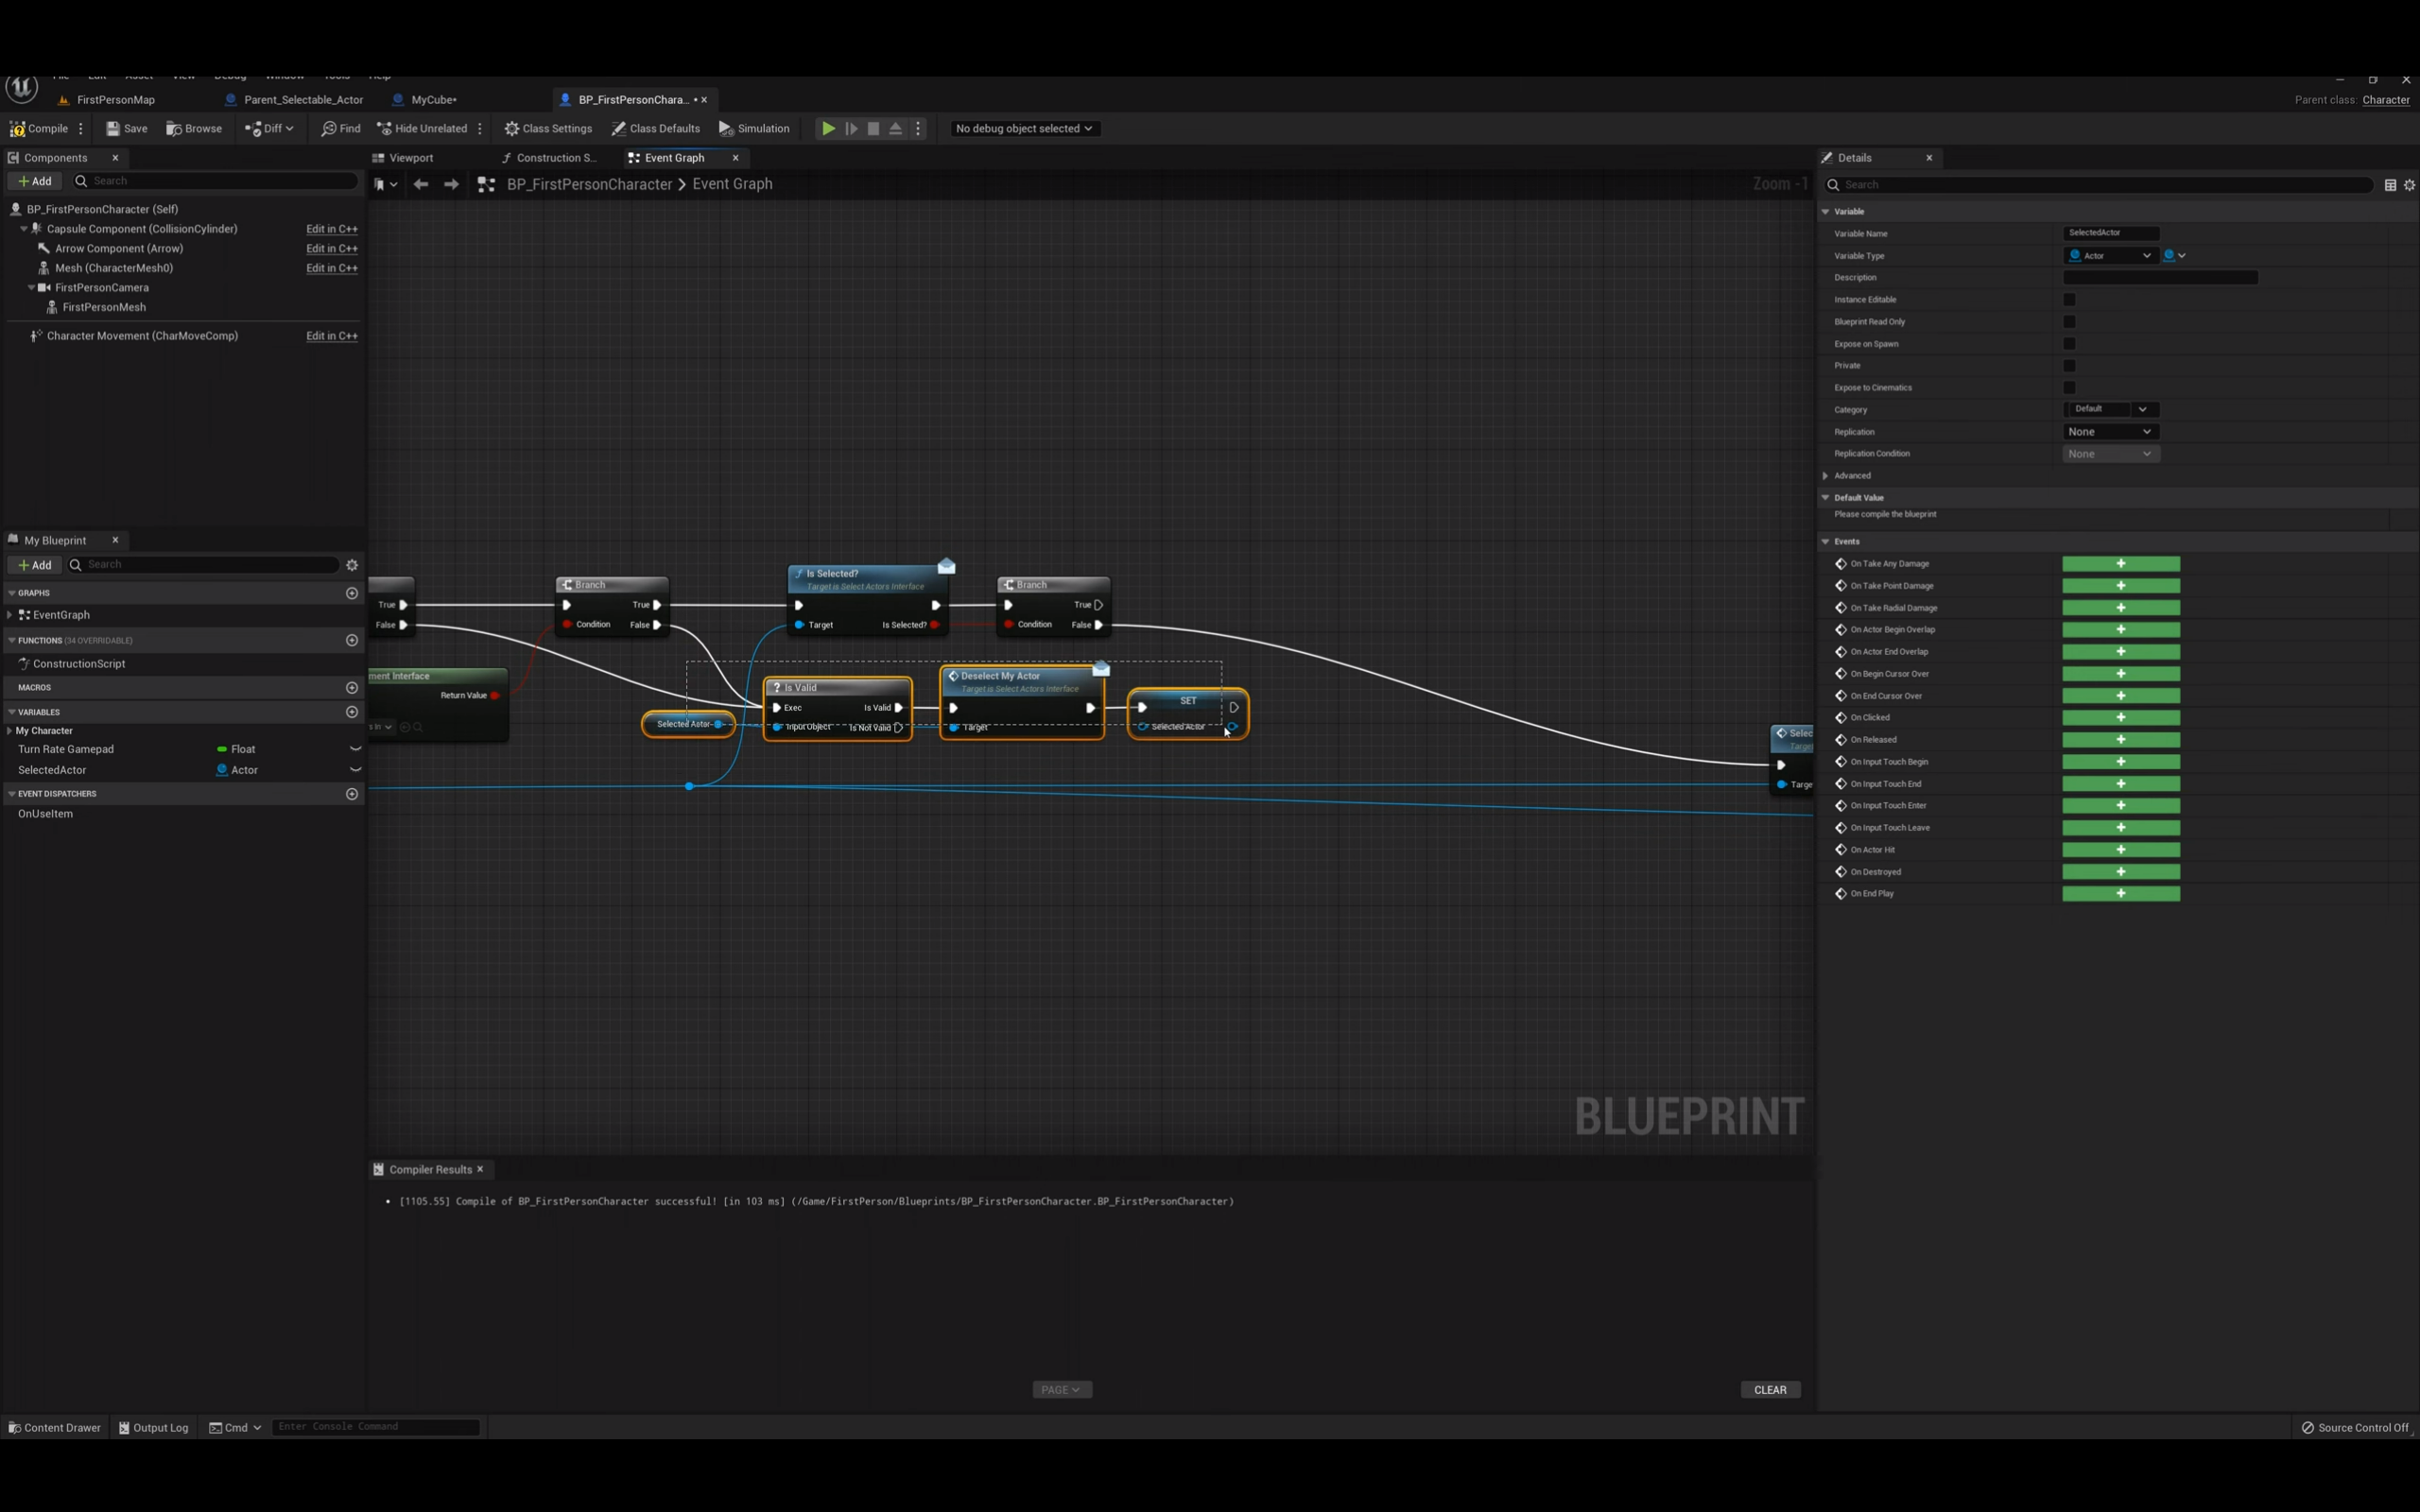 File Edit Asset View Debug Window Tools Help
FirstPersonMap Parent_Selectable_Actor MyCube• BP_FirstPersonChara... •
Parent class: Character
Compile Save Browse Diff Find Hide Unrelated Class Settings Class Defaults Simulation No debug object selected
Components
Add Search
BP_FirstPersonCharacter (Self)
Capsule Component (CollisionCylinder) Edit in C++
Arrow Component (Arrow) Edit in C++
Mesh (CharacterMesh0) Edit in C++
FirstPersonCamera
FirstPersonMesh
Character Movement (CharMoveComp) Edit in C++
My Blueprint
Add Search
GRAPHS
EventGraph
FUNCTIONS (34 OVERRIDABLE)
ConstructionScript
MACROS
VARIABLES
My Character
Turn Rate Gamepad Float
SelectedActor Actor
EVENT DISPATCHERS
OnUseItem
Viewport Construction S... Event Graph
BP_FirstPersonCharacter > Event Graph
Zoom -1
True
False
ment Interface
Return Value
s In
Branch
True
Condition False
Is Selected?
Target is Select Actors Interface
Target Is Selected?
Branch
True
Condition False
Selected Actor
Is Valid
Exec Is Valid
Input Object Is Not Valid
Deselect My Actor
Target is Select Actors Interface
Target
SET
Selected Actor
Selec
Target
Targe
BLUEPRINT
Compiler Results
• [1105.55] Compile of BP_FirstPersonCharacter successful! [in 103 ms] (/Game/FirstPerson/Blueprints/BP_FirstPersonCharacter.BP_FirstPersonCharacter)
PAGE
CLEAR
Details
Search
Variable
Variable Name SelectedActor
Variable Type Actor
Description
Instance Editable
Blueprint Read Only
Expose on Spawn
Private
Expose to Cinematics
Category Default
Replication None
Replication Condition None
Advanced
Default Value
Please compile the blueprint
Events
On Take Any Damage
On Take Point Damage
On Take Radial Damage
On Actor Begin Overlap
On Actor End Overlap
On Begin Cursor Over
On End Cursor Over
On Clicked
On Released
On Input Touch Begin
On Input Touch End
On Input Touch Enter
On Input Touch Leave
On Actor Hit
On Destroyed
On End Play
Content Drawer Output Log Cmd Enter Console Command
Source Control Off